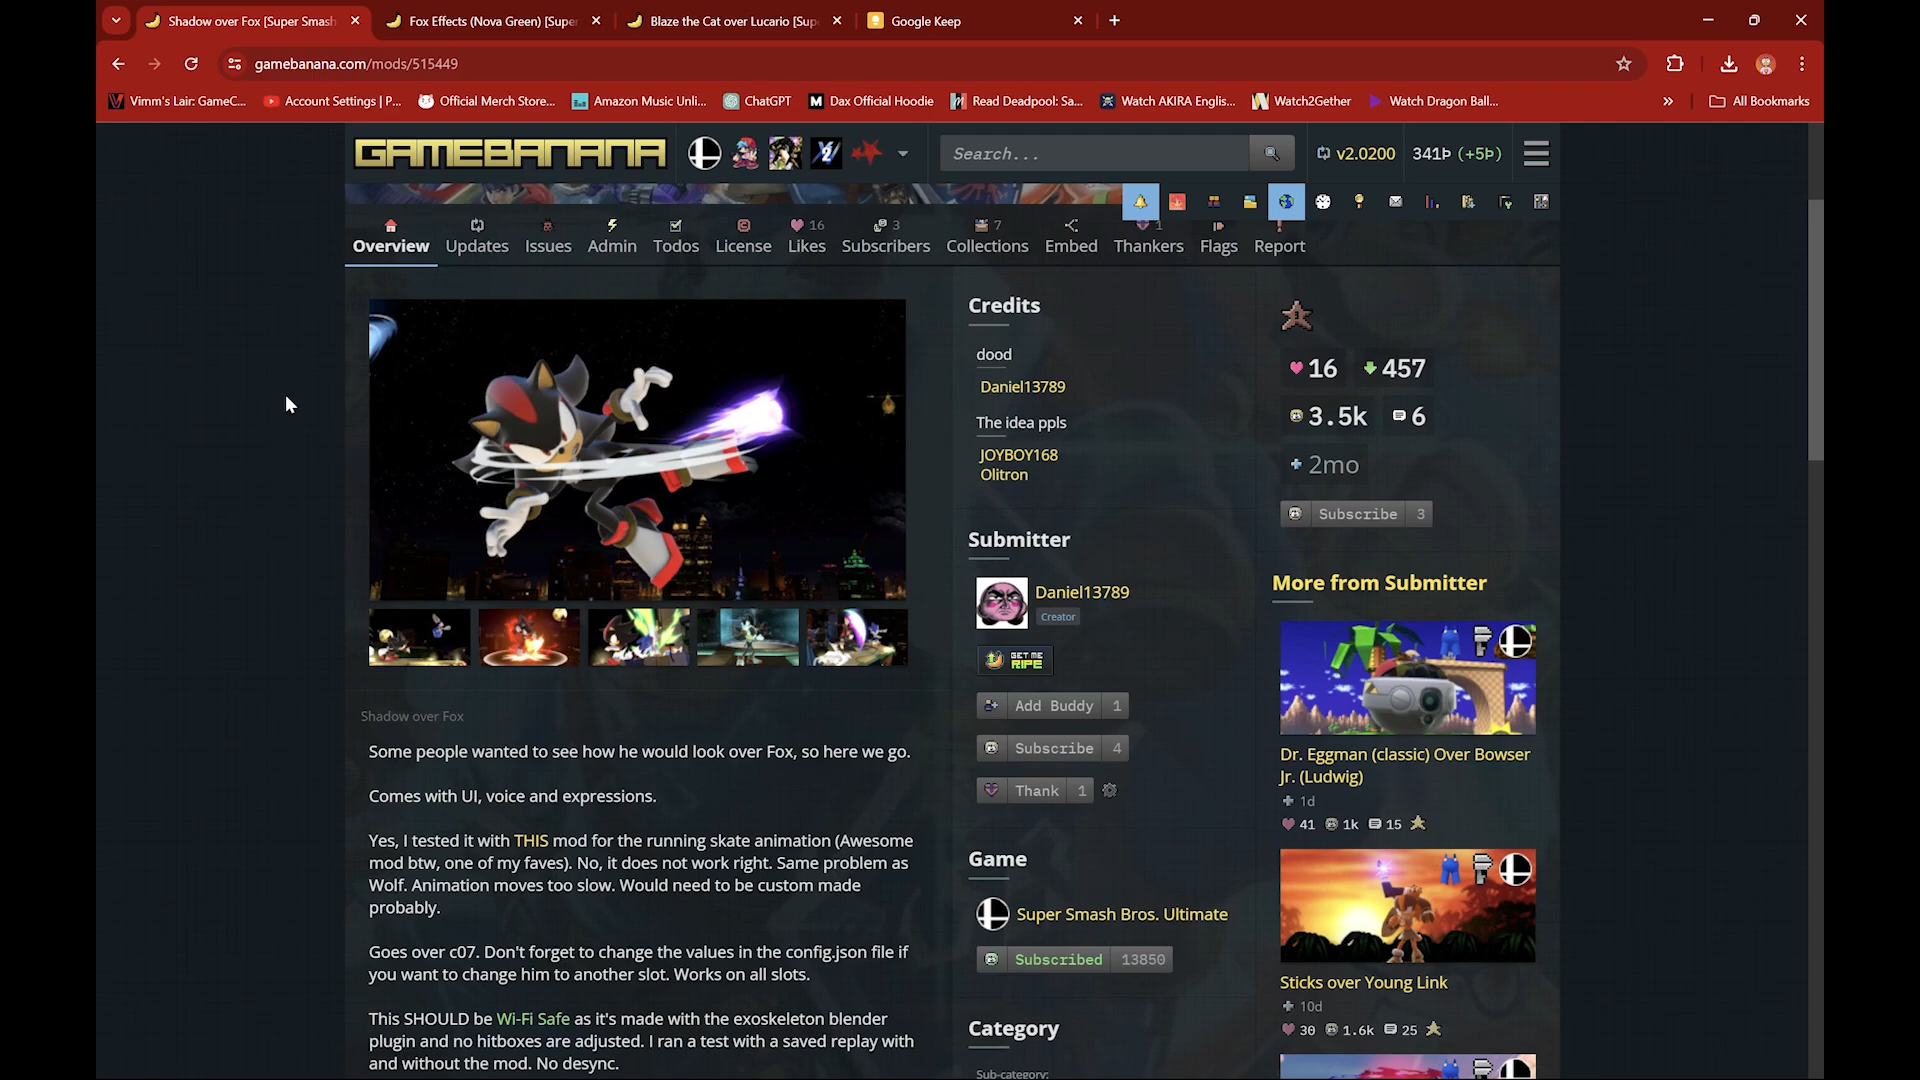 Shadow over Fox [Super Smash
Fox Effects (Nova Green) [Super
Blaze the Cat over Lucario [Sup
Google Keep
gamebanana.com/mods/515449
Vimm's Lair: GameC...
Account Settings | P...
Official Merch Store...
Amazon Music Unli...
ChatGPT
Dax Official Hoodie
Read Deadpool: Sa...
Watch AKIRA Englis...
Watch2Gether
Watch Dragon Ball...
All Bookmarks
GAMEBANANA
Search...
v2.0200
341Þ (+5Þ)
16
3
7
1
Overview
Updates
Issues
Admin
Todos
License
Likes
Subscribers
Collections
Embed
Thankers
Flags
Report
Shadow over Fox
Some people wanted to see how he would look over Fox, so here we go.
Comes with UI, voice and expressions.
Yes, I tested it with THIS mod for the running skate animation (Awesome
mod btw, one of my faves). No, it does not work right. Same problem as
Wolf. Animation moves too slow. Would need to be custom made
probably.
Goes over c07. Don't forget to change the values in the config.json file if
you want to change him to another slot. Works on all slots.
This SHOULD be Wi-Fi Safe as it's made with the exoskeleton blender
plugin and no hitboxes are adjusted. I ran a test with a saved replay with
and without the mod. No desync.
Credits
dood
Daniel13789
The idea ppls
JOYBOY168
Olitron
Submitter
Daniel13789
Creator
GET ME
RIPE
Add Buddy 1
Subscribe 4
Thank 1
Game
Super Smash Bros. Ultimate
Subscribed 13850
Category
Sub-category:
16
457
3.5k
6
2mo
Subscribe 3
More from Submitter
Dr. Eggman (classic) Over Bowser
Jr. (Ludwig)
1d
41 1k 15
Sticks over Young Link
10d
30 1.6k 25